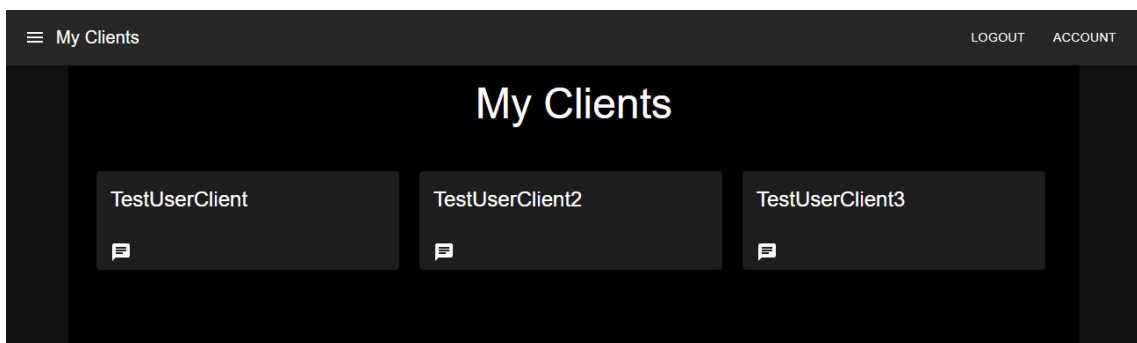 My Clients LOGOUT ACCOUNT
My Clients
TestUserClient TestUserClient2 TestUserClient3